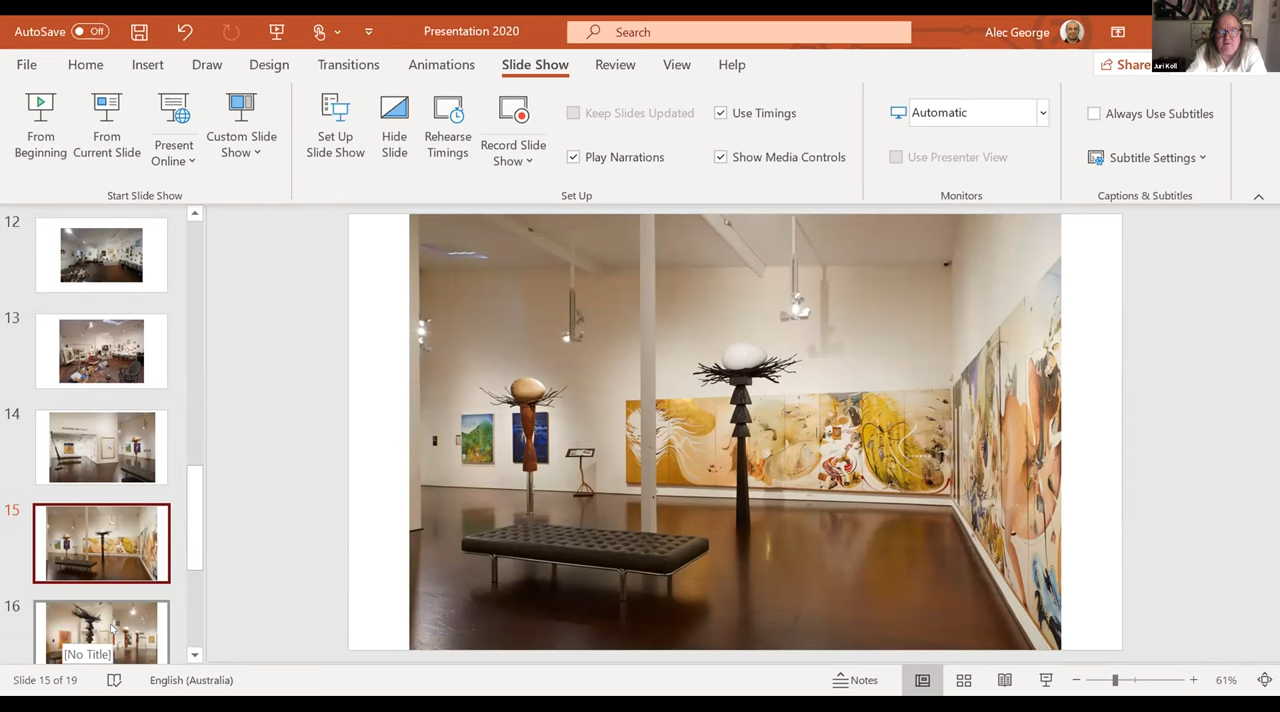 AutoSave Off Presentation 2020 Search Alec George
File Home Insert Draw Design Transitions Animations Slide Show Review View Help Share
Juri Koll
From Beginning
From Current Slide
Present Online
Custom Slide Show
Start Slide Show
Set Up Slide Show
Hide Slide
Rehearse Timings
Record Slide Show
Keep Slides Updated
Play Narrations
Use Timings
Show Media Controls
Set Up
Automatic
Use Presenter View
Monitors
Always Use Subtitles
Subtitle Settings
Captions & Subtitles
12
13
14
15
16
[No Title]
Slide 15 of 19 English (Australia) Notes 61%